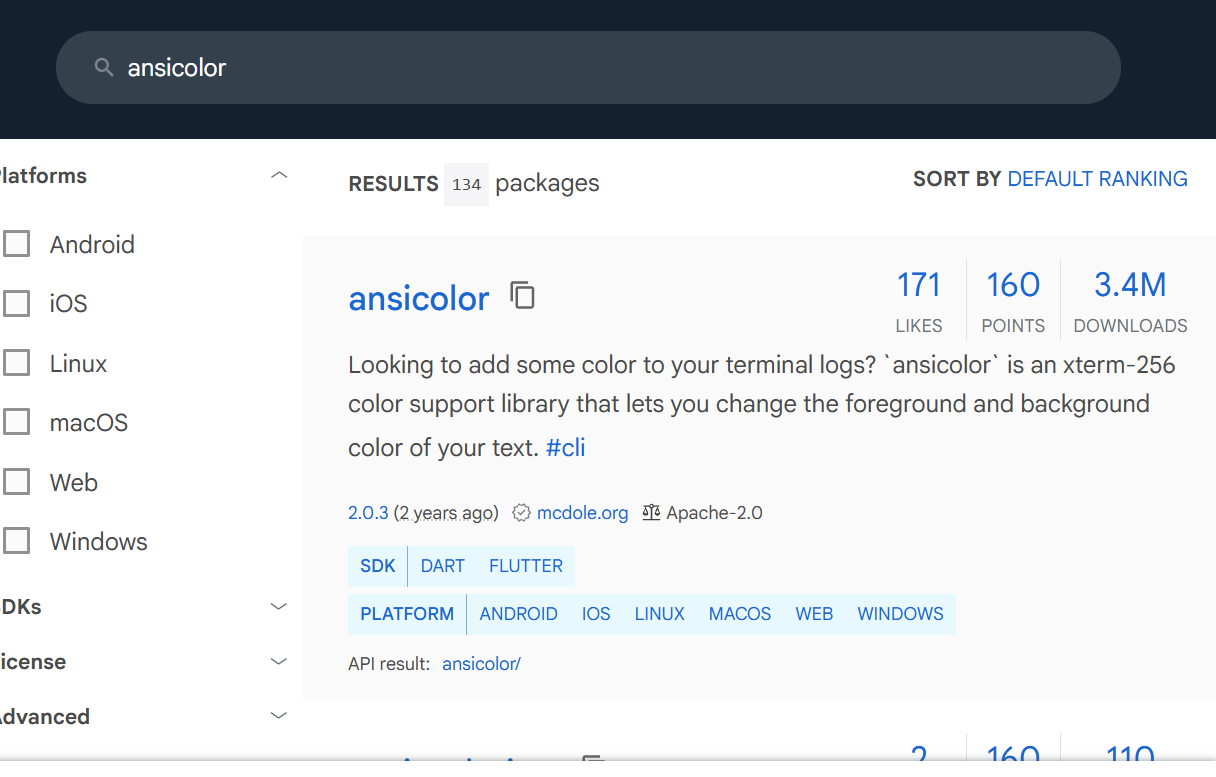 ansicolor
latforms
Android
iOS
Linux
macOS
Web
Windows
DKs
icense
dvanced
RESULTS 134 packages
SORT BY DEFAULT RANKING
ansicolor
171 LIKES
160 POINTS
3.4M DOWNLOADS
Looking to add some color to your terminal logs? `ansicolor` is an xterm-256
color support library that lets you change the foreground and background
color of your text. #cli
2.0.3 (2 years ago) mcdole.org Apache-2.0
SDK DART FLUTTER
PLATFORM ANDROID IOS LINUX MACOS WEB WINDOWS
API result: ansicolor/
2 160 110